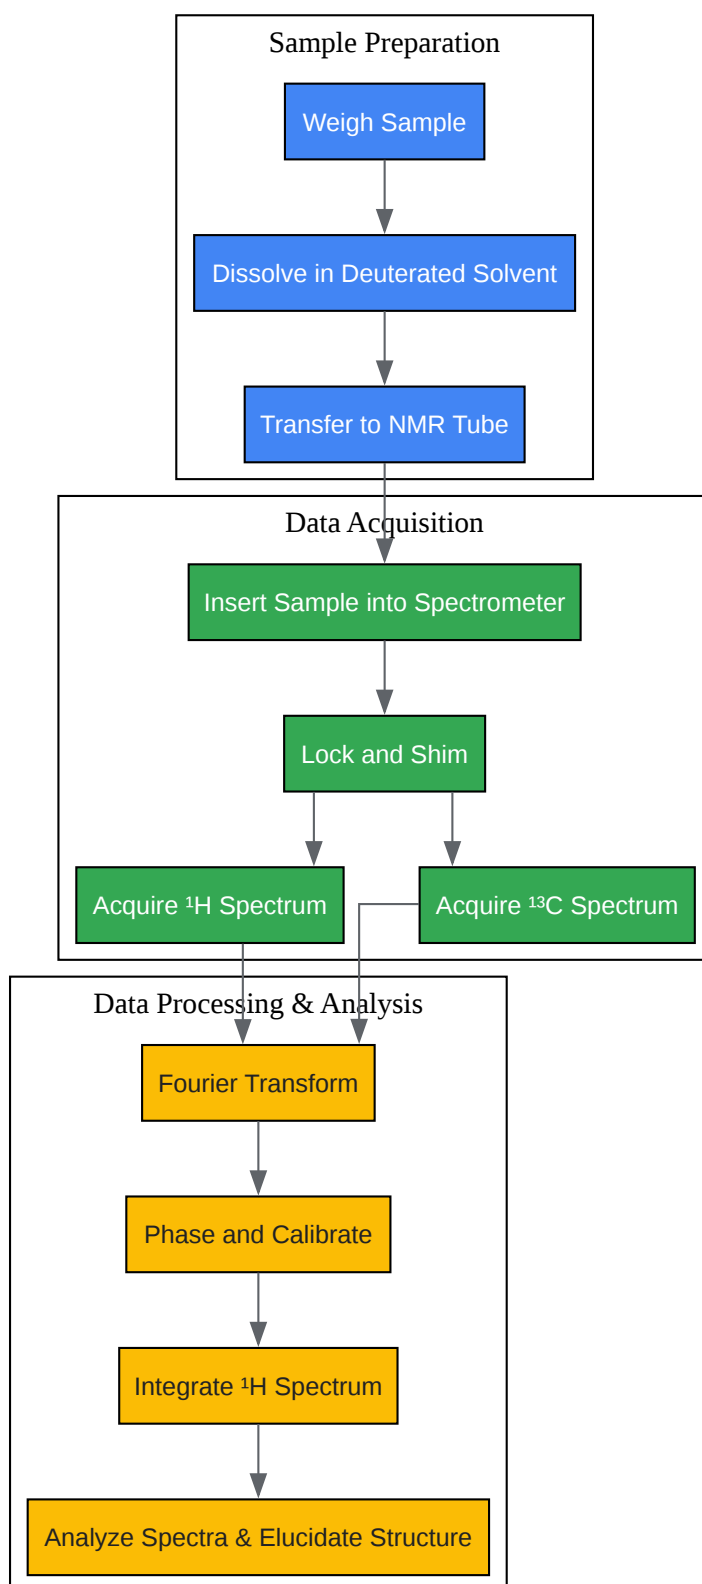 Sample Preparation
Weigh Sample
Dissolve in Deuterated Solvent
Transfer to NMR Tube
Data Acquisition
Insert Sample into Spectrometer
Lock and Shim
Acquire ¹H Spectrum
Acquire ¹³C Spectrum
Data Processing & Analysis
Fourier Transform
Phase and Calibrate
Integrate ¹H Spectrum
Analyze Spectra & Elucidate Structure